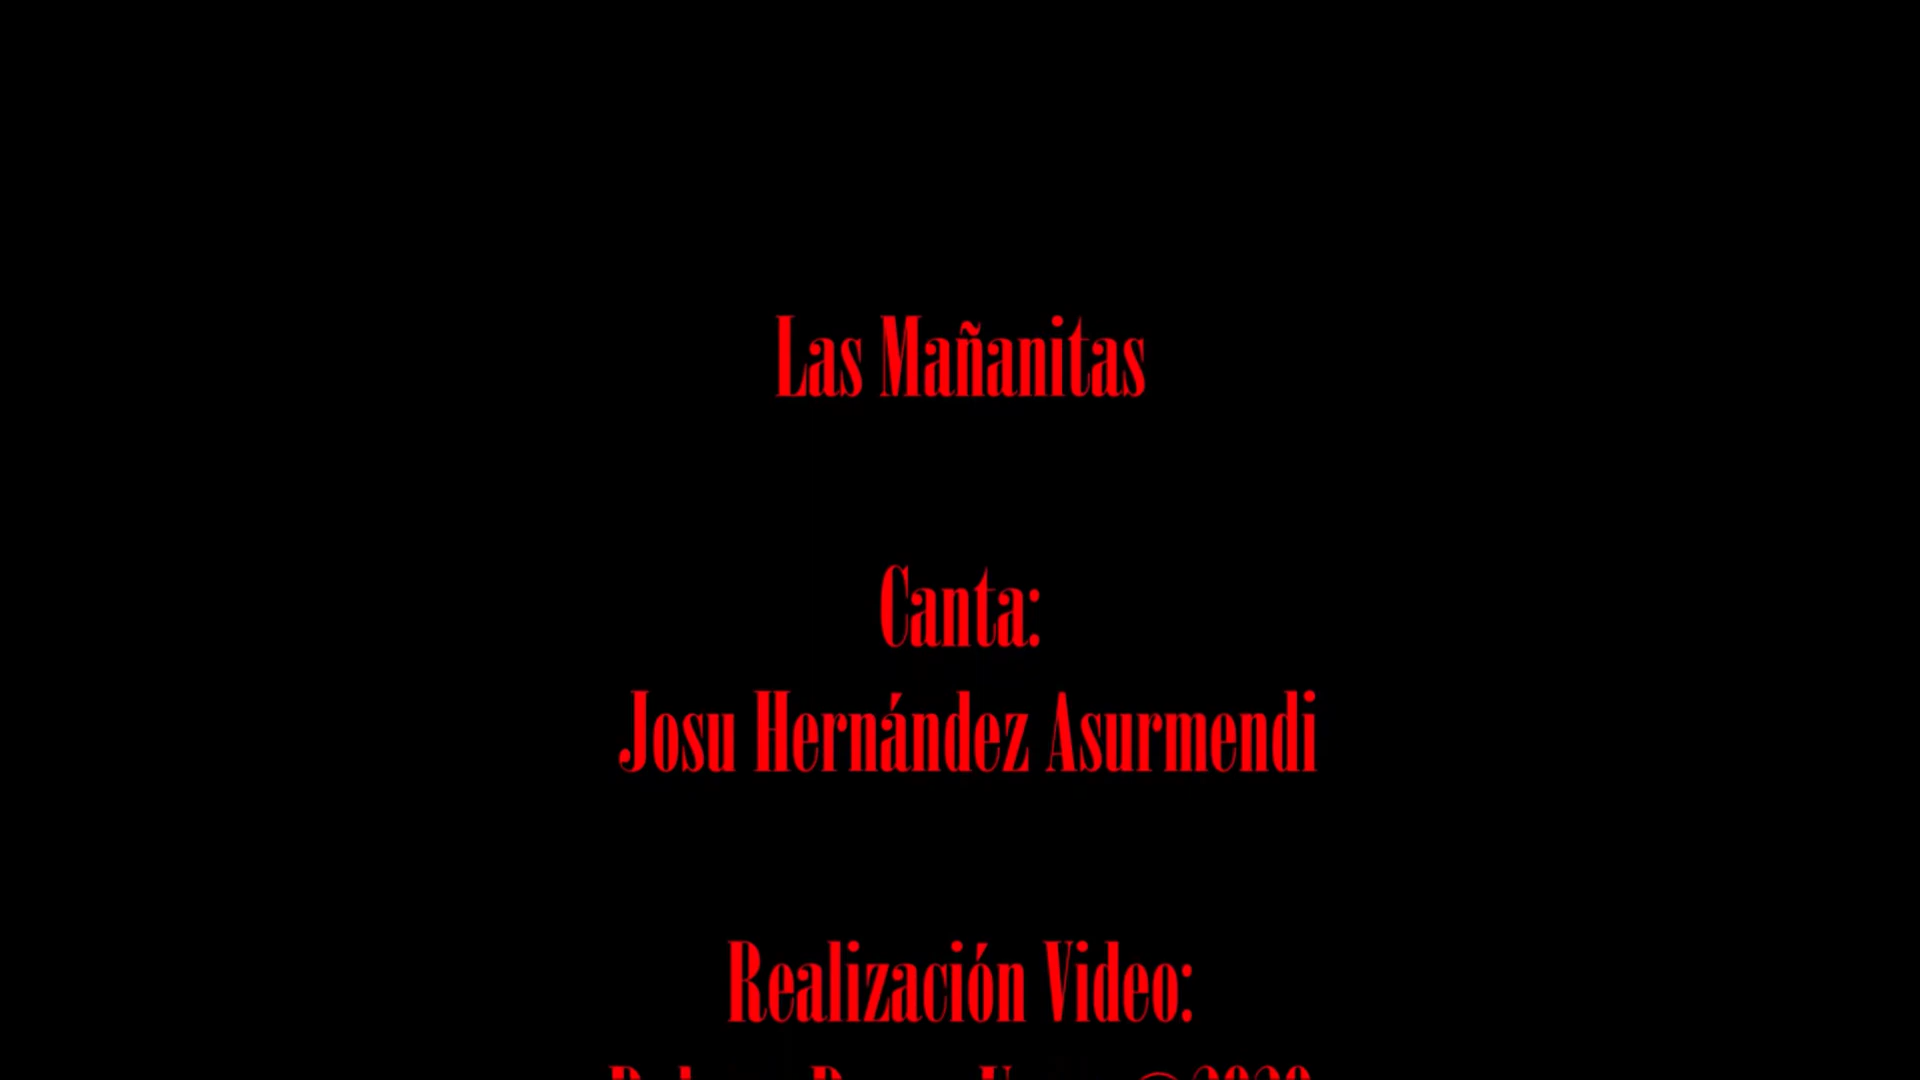 Las Mañanitas
Canta:
Josu Hernández Asurmendi
Realización Video: